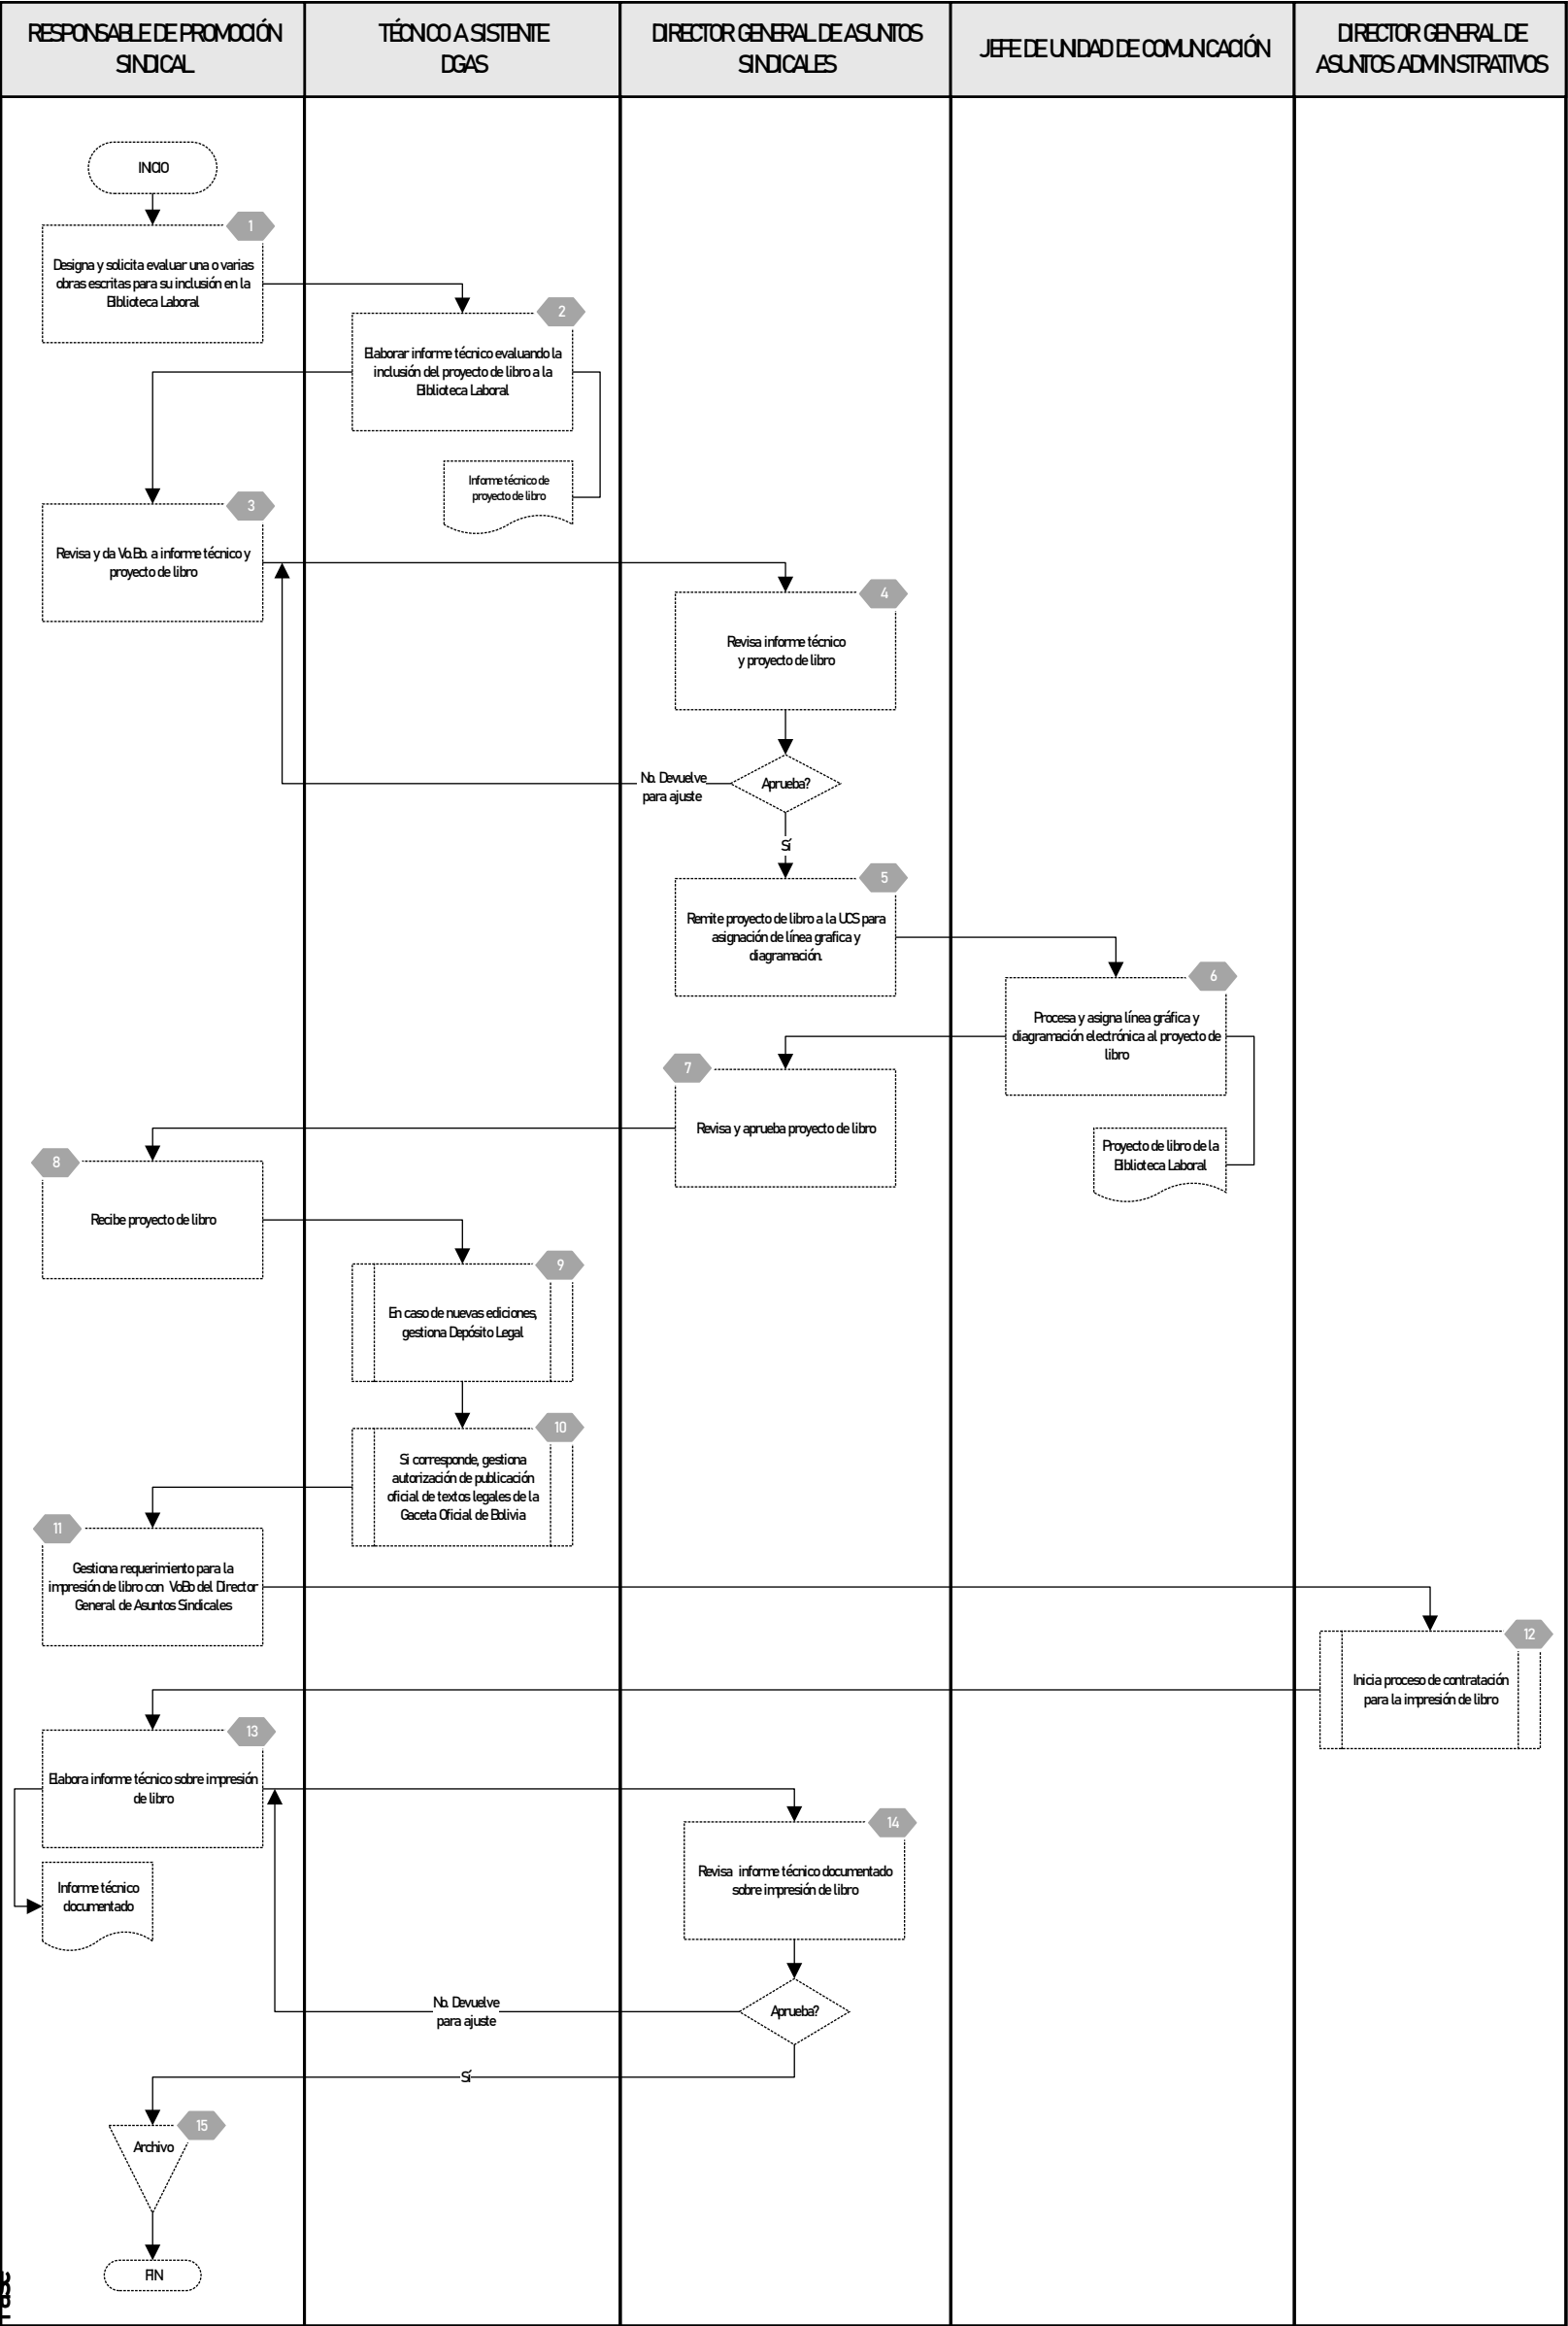 RESPONSABLE DE PROMOCIÓN
SINDICAL
TÉCNICO ASISTENTE
DGAS
DIRECTOR GENERAL DE ASUNTOS
SINDICALES
JEFE DE UNIDAD DE COMUNCACIÓN
DIRECTOR GENERAL DE
ASUNTOS ADMINSTRATIVOS
INICIO
1
Designa y solicita evaluar una o varias
obras escritas para su inclusión en la
Biblioteca Laboral
2
Elaborar informe técnico evaluando la
inclusión del proyecto de libro a la
Biblioteca Laboral
Informe técnico de
proyecto de libro
3
Revisa y da Vo.Bo. a informe técnico y
proyecto de libro
4
Revisa informe técnico
y proyecto de libro
No. Devuelve
para ajuste
Aprueba?
Sí
5
Remite proyecto de libro a la UCS para
asignación de línea grafica y
diagramación.
6
Procesa y asigna línea gráfica y
diagramación electrónica al proyecto de
libro
7
Revisa y aprueba proyecto de libro
Proyecto de libro de la
Biblioteca Laboral
8
Recibe proyecto de libro
9
En caso de nuevas ediciones,
gestiona Depósito Legal
10
Si corresponde, gestiona
autorización de publicación
oficial de textos legales de la
Gaceta Oficial de Bolivia
11
Gestiona requerimiento para la
impresión de libro con VoBo del Director
General de Asuntos Sindicales
12
Inicia proceso de contratación
para la impresión de libro
13
Elabora informe técnico sobre impresión
de libro
14
Revisa informe técnico documentado
sobre impresión de libro
Informe técnico
documentado
No. Devuelve
para ajuste
Aprueba?
Sí
15
Archivo
FIN
Fase